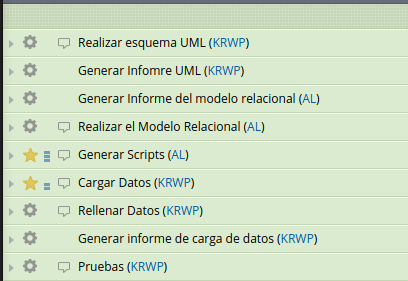 Realizar esquema UML (KRWP)
Generar Infomre UML (KRWP)
Generar Informe del modelo relacional (AL)
Realizar el Modelo Relacional (AL)
Generar Scripts (AL)
Cargar Datos (KRWP)
Rellenar Datos (KRWP)
Generar informe de carga de datos (KRWP)
Pruebas (KRWP)